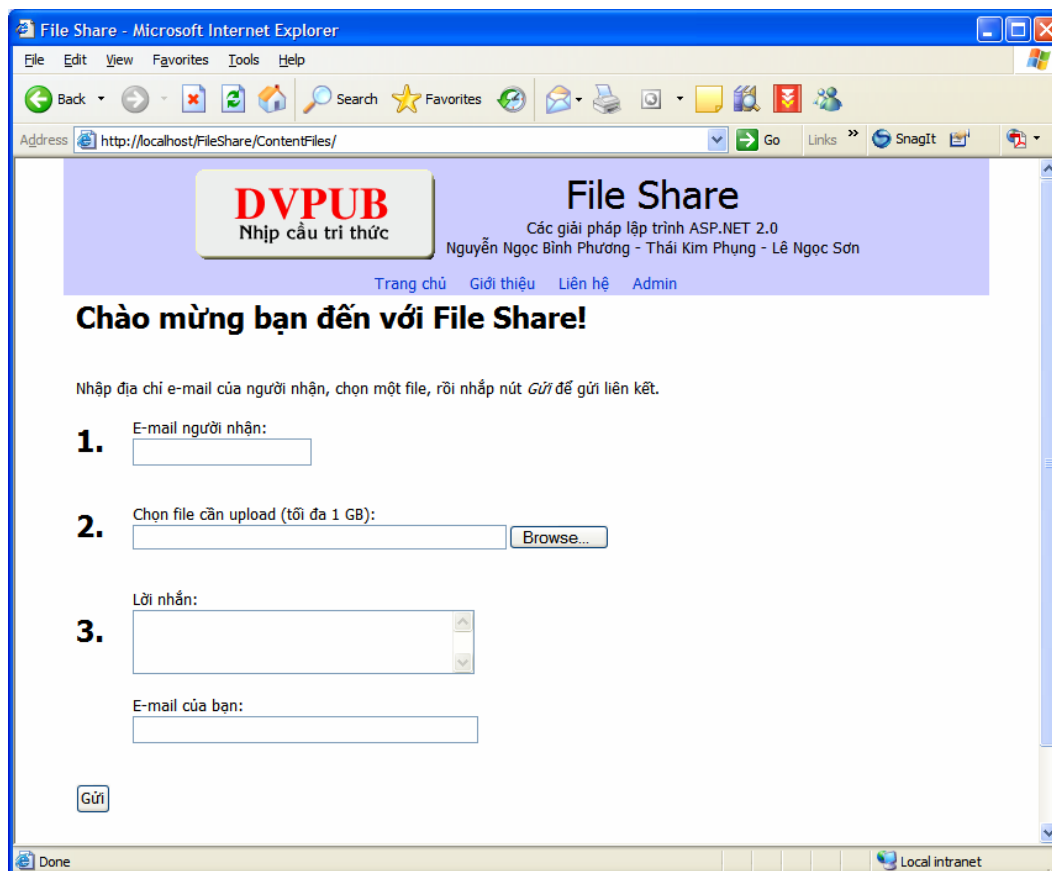 File Share - Microsoft Internet Explorer
File Edit View Favorites Tools Help
Back Search Favorites
Address http://localhost/FileShare/ContentFiles/ Go Links » SnagIt
DVPUB
Nhịp cầu tri thức
File Share
Các giải pháp lập trình ASP.NET 2.0
Nguyễn Ngọc Bình Phương - Thái Kim Phụng - Lê Ngọc Sơn
Trang chủ Giới thiệu Liên hệ Admin
Chào mừng bạn đến với File Share!
Nhập địa chỉ e-mail của người nhận, chọn một file, rồi nhắp nút Gửi để gửi liên kết.
1. E-mail người nhận:
2. Chọn file cần upload (tối đa 1 GB):
Browse...
3. Lời nhắn:
E-mail của bạn:
Gửi
Done Local intranet